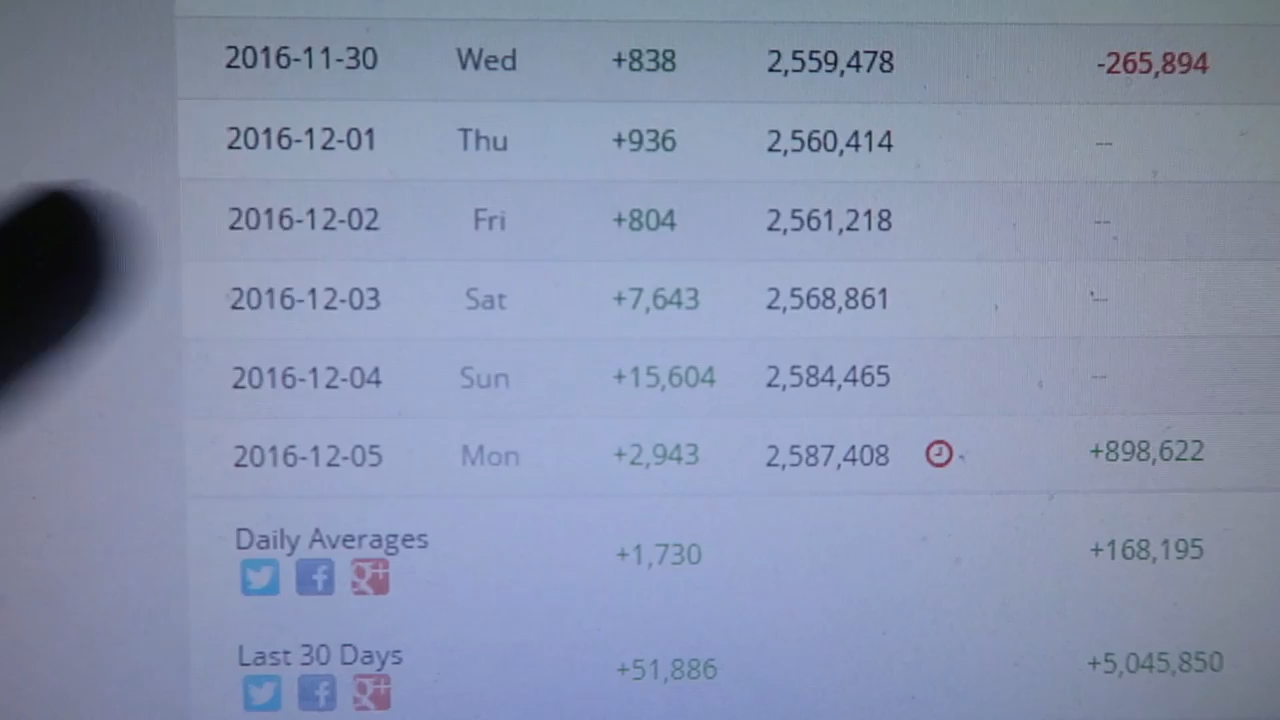 2016-11-30 Wed +838 2,559,478 -265,894
2016-12-01 Thu +936 2,560,414 --
2016-12-02 Fri +804 2,561,218 --
2016-12-03 Sat +7,643 2,568,861 --
2016-12-04 Sun +15,604 2,584,465 --
2016-12-05 Mon +2,943 2,587,408 +898,622
Daily Averages +1,730 +168,195
Last 30 Days +51,886 +5,045,850